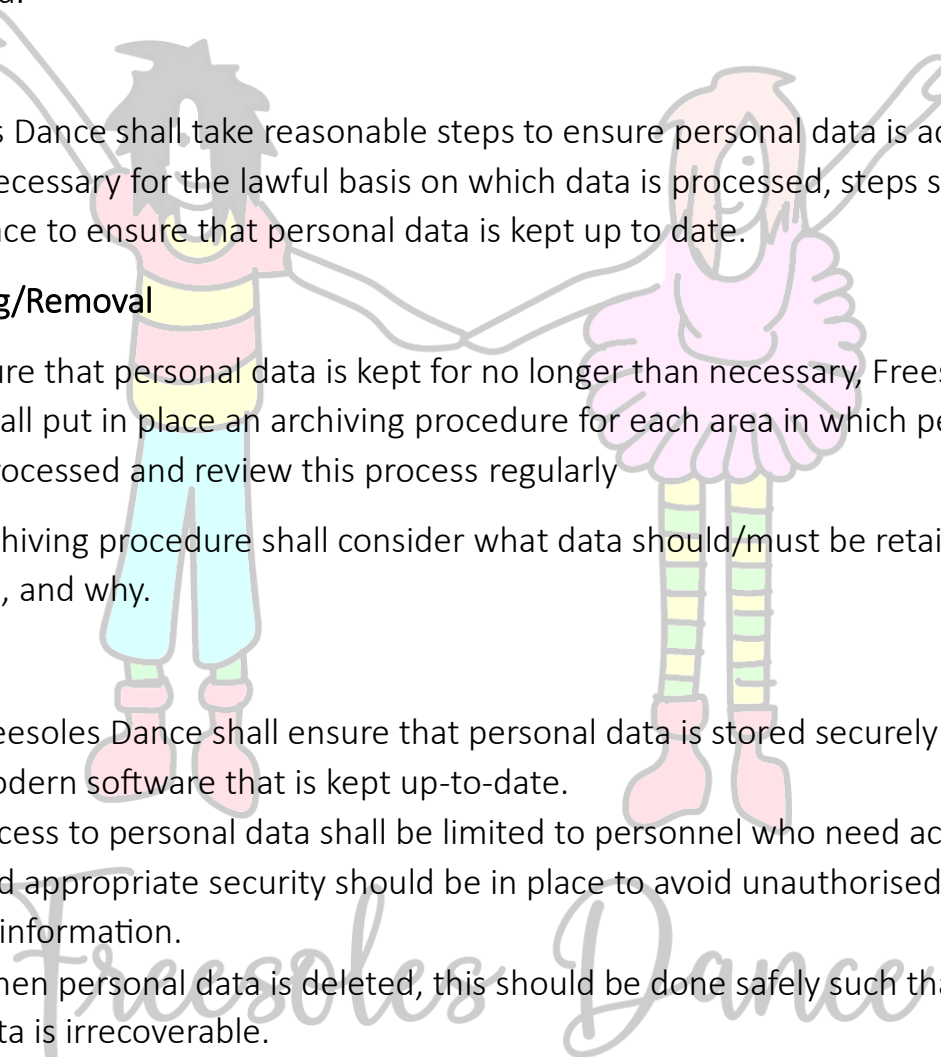 d.
s Dance shall take reasonable steps to ensure personal data is ac
ecessary for the lawful basis on which data is processed, steps s
nce to ensure that personal data is kept up to date.
g/Removal
ure that personal data is kept for no longer than necessary, Frees
all put in place an archiving procedure for each area in which pe
rocessed and review this process regularly
hiving procedure shall consider what data should/must be retai
, and why.
eesoles Dance shall ensure that personal data is stored securely
odern software that is kept up-to-date.
ccess to personal data shall be limited to personnel who need ac
d appropriate security should be in place to avoid unauthorised
information.
hen personal data is deleted, this should be done safely such tha
ta is irrecoverable.
Freesoles Dance